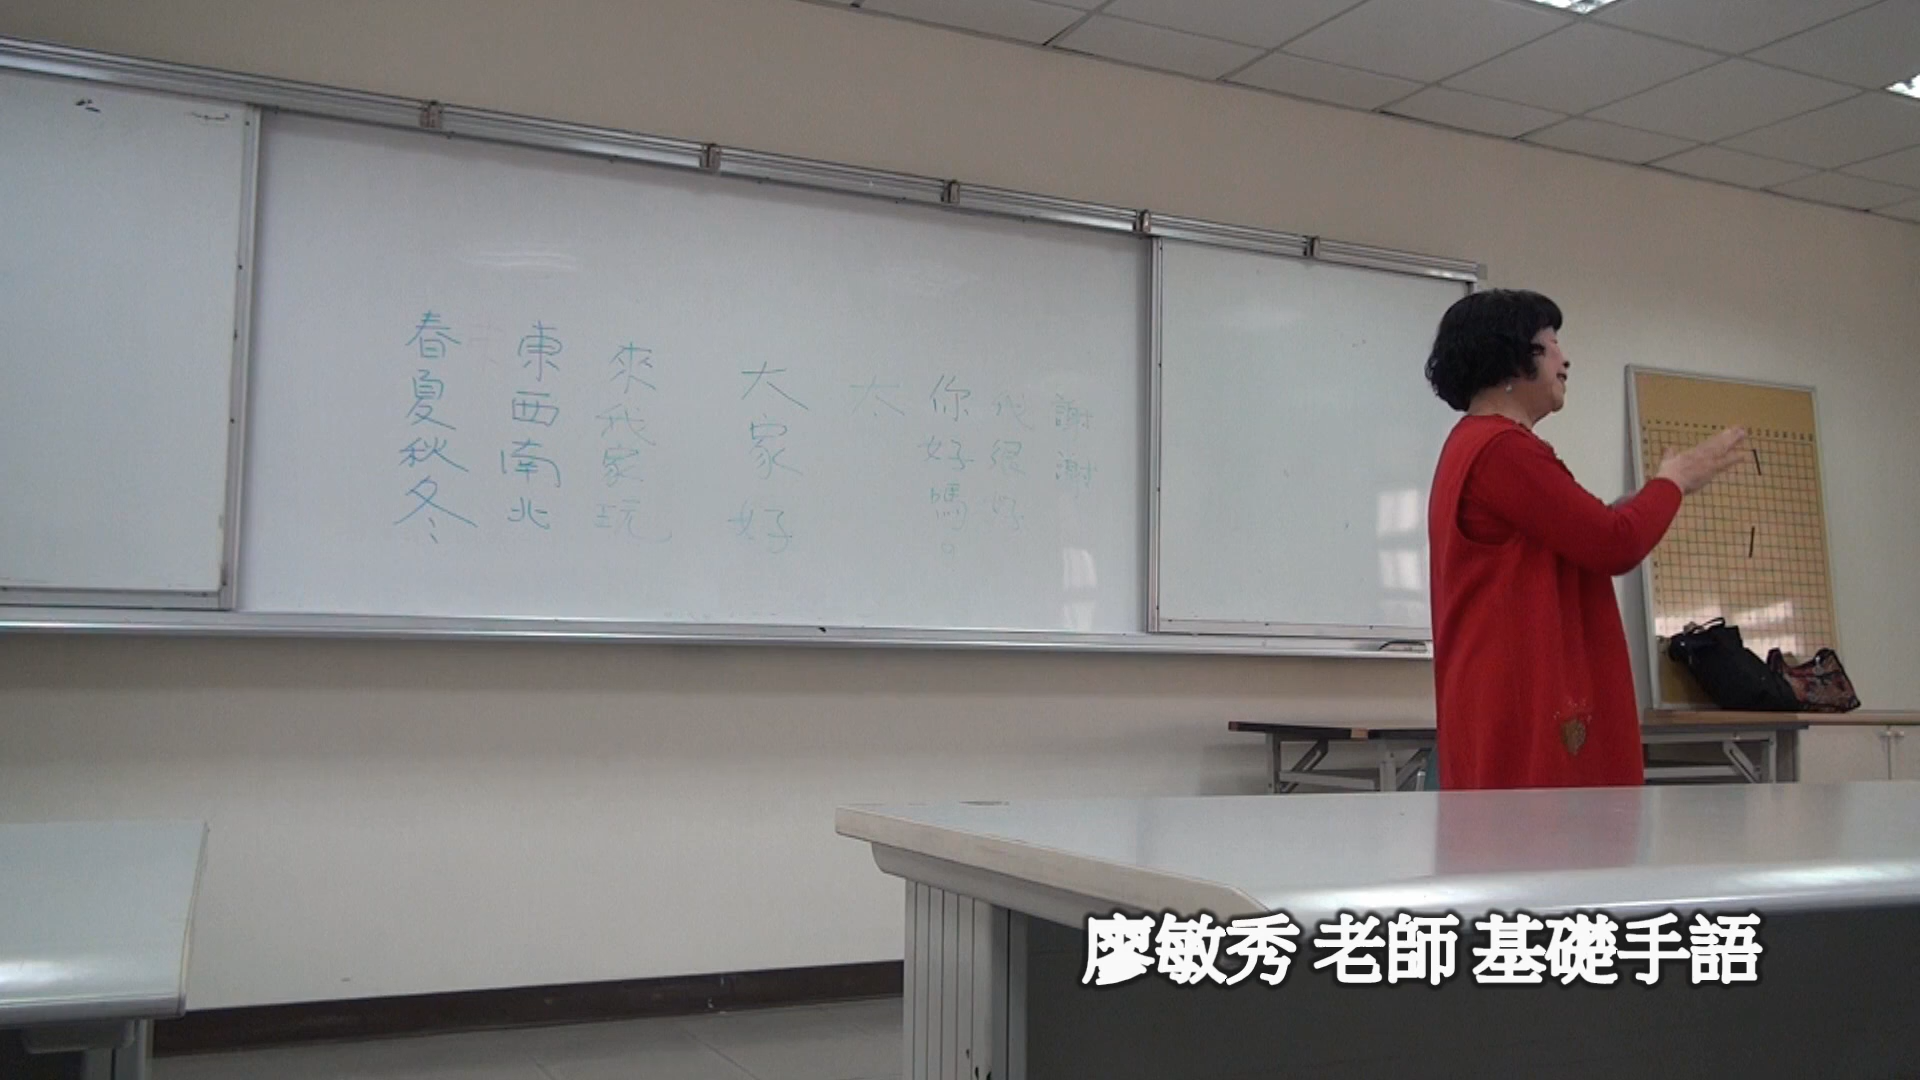 謝謝
我很好
你好嗎。
太
大家好
來我家玩
東西南北
春夏秋冬
廖敏秀 老師 基礎手語